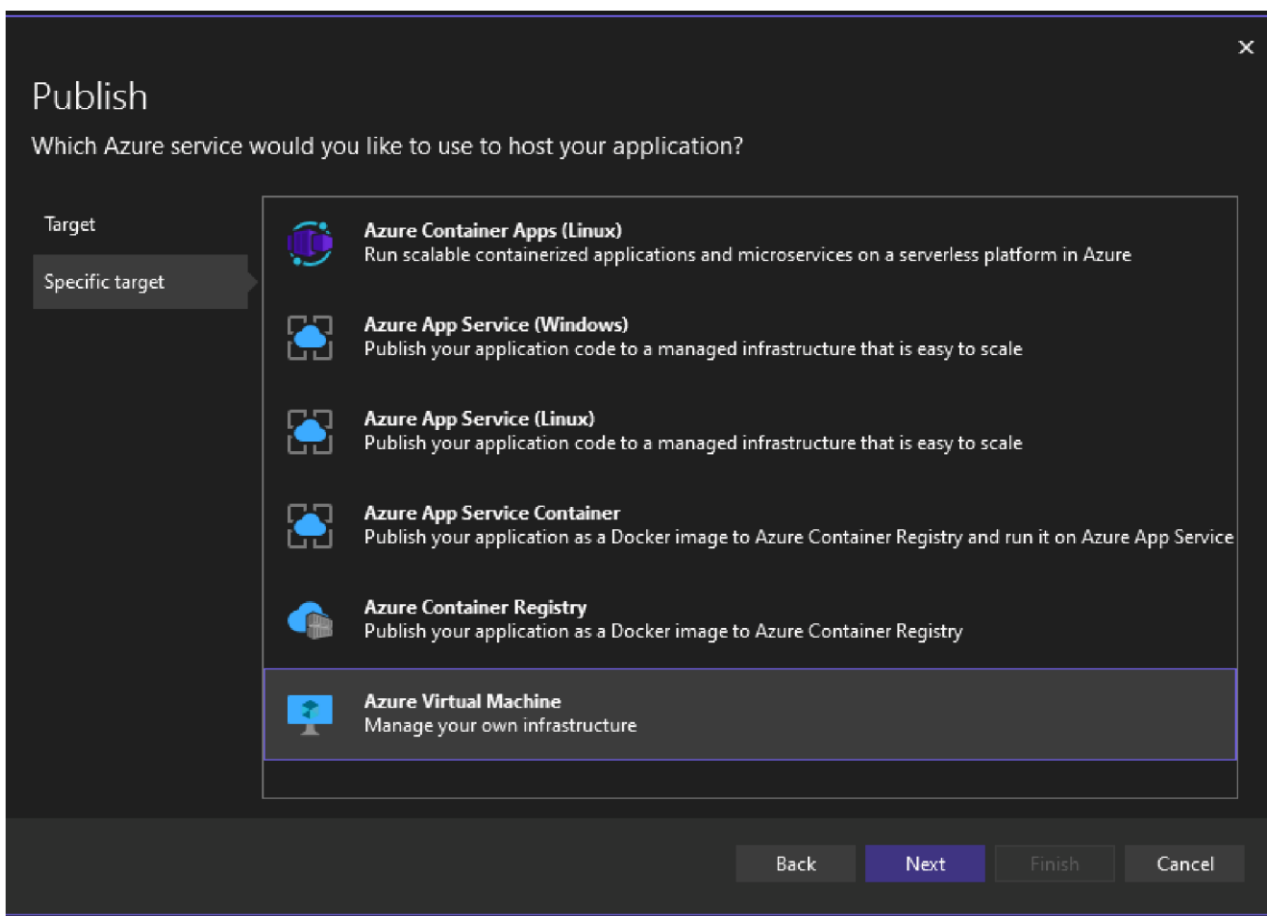 Publish
Which Azure service would you like to use to host your application?
Target
Specific target
Azure Container Apps (Linux)
Run scalable containerized applications and microservices on a serverless platform in Azure
Azure App Service (Windows)
Publish your application code to a managed infrastructure that is easy to scale
Azure App Service (Linux)
Publish your application code to a managed infrastructure that is easy to scale
Azure App Service Container
Publish your application as a Docker image to Azure Container Registry and run it on Azure App Service
Azure Container Registry
Publish your application as a Docker image to Azure Container Registry
Azure Virtual Machine
Manage your own infrastructure
Back Next Finish Cancel